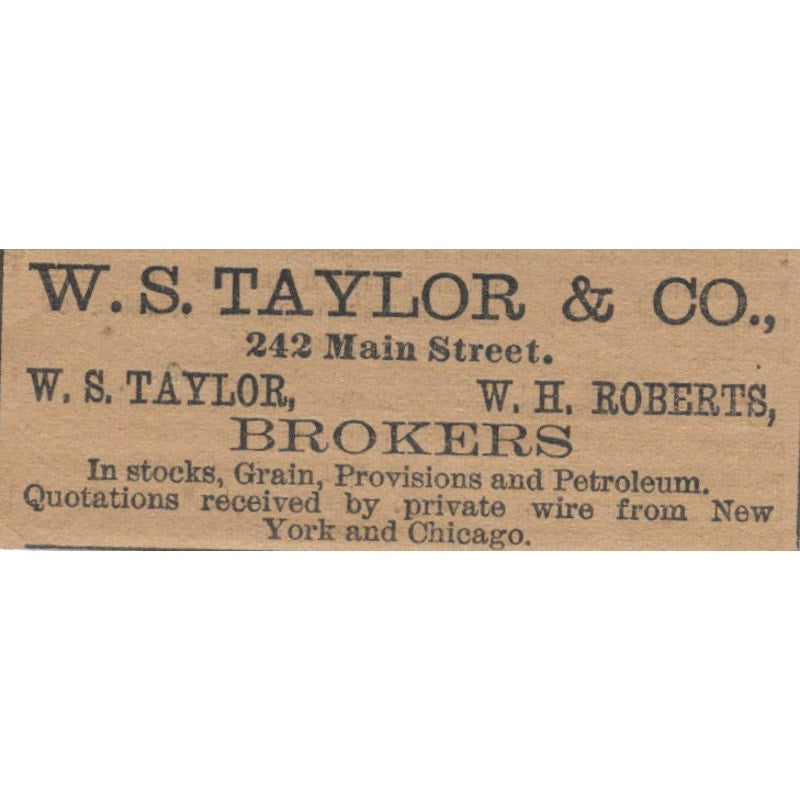 W. S. TAYLOR & CO.,
242 Main Street.
W. S. TAYLOR, W. H. ROBERTS,
BROKERS
In stocks, Grain, Provisions and Petroleum.
Quotations received by private wire from New
York and Chicago.